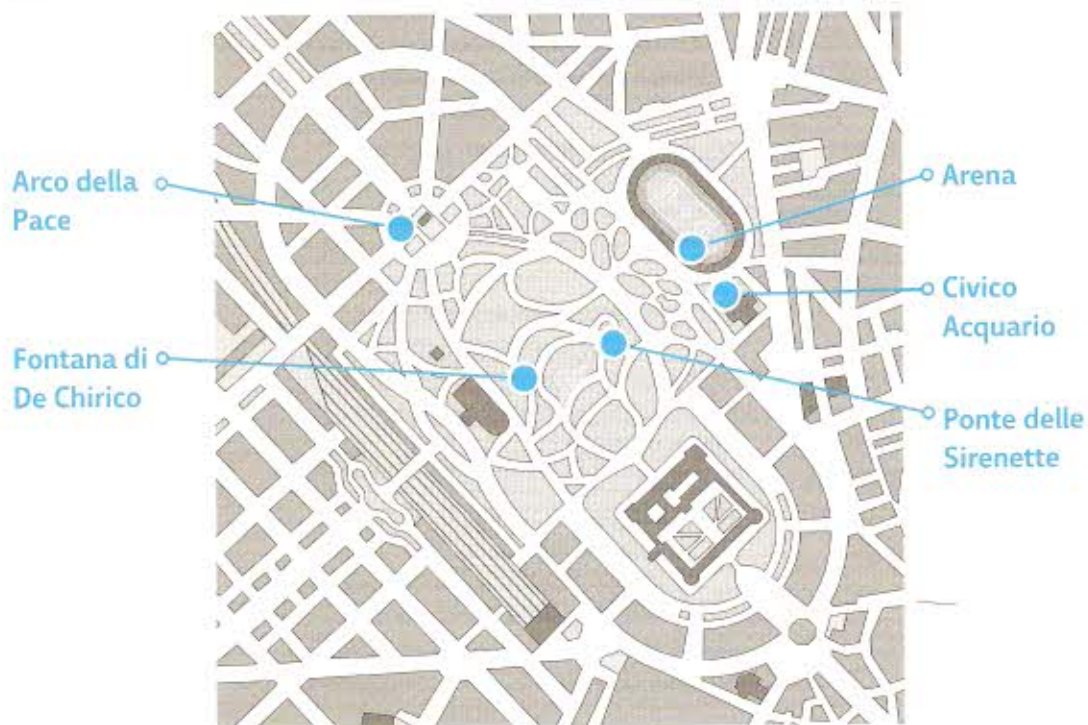 Arco della
Pace
Fontana di
De Chirico
Arena
Civico
Acquario
Ponte delle
Sirenette